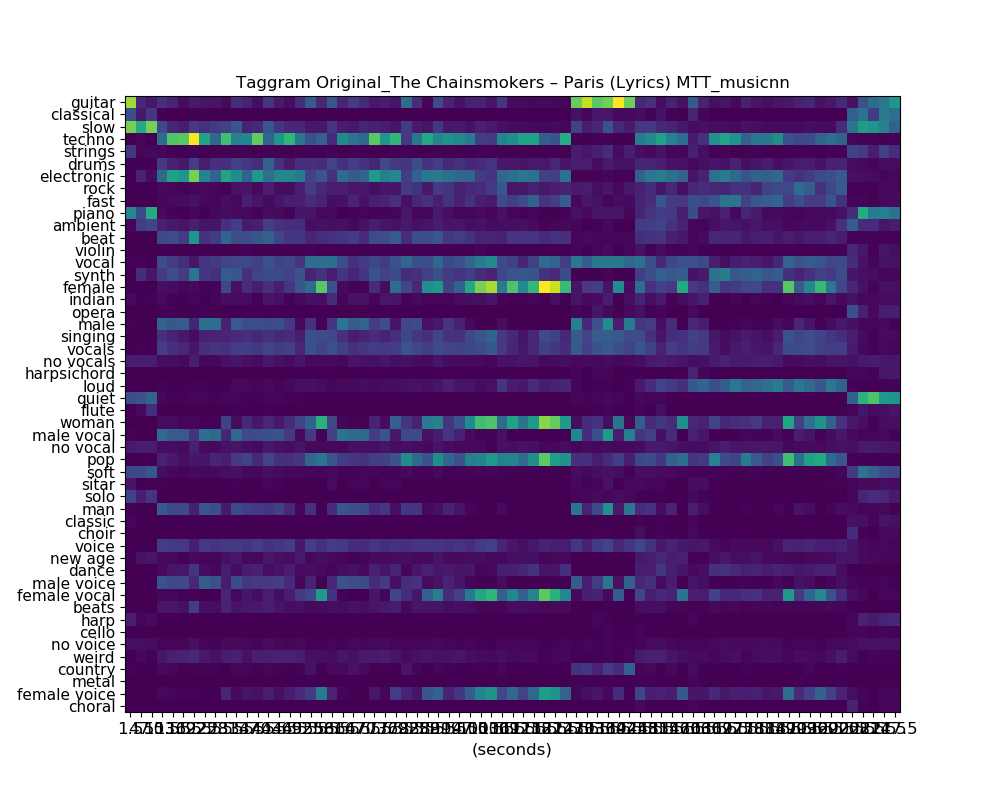 Taggram Original_The Chainsmokers – Paris (Lyrics) MTT_musicnn
guitar
classical
slow
techno
strings
drums
electronic
rock
fast
piano
ambient
beat
violin
vocal
synth
female
indian
opera
male
singing
vocals
no vocals
harpsichord
loud
quiet
flute
woman
male vocal
no vocal
pop
soft
sitar
solo
man
classic
choir
voice
new age
dance
male voice
female vocal
beats
harp
cello
no voice
weird
country
metal
female voice
choral
(seconds)